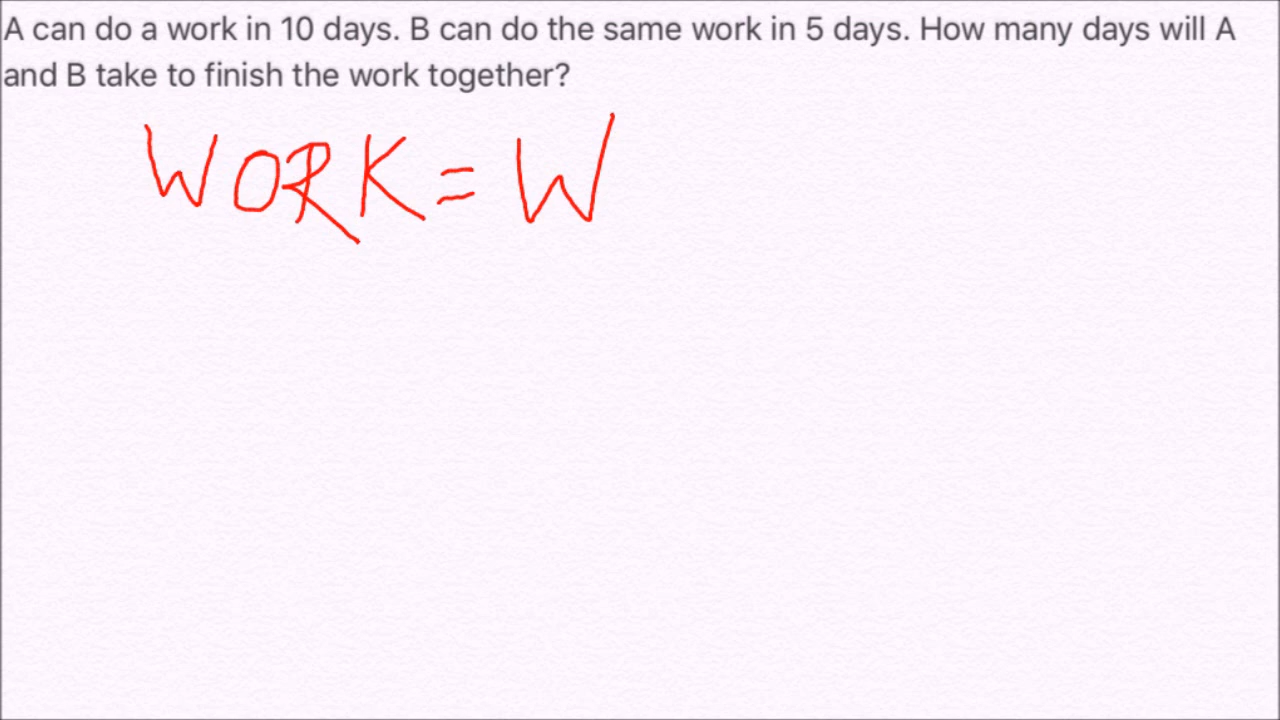 A can do a work in 10 days. B can do the same work in 5 days. How many days will A
and B take to finish the work together?
WORK = W